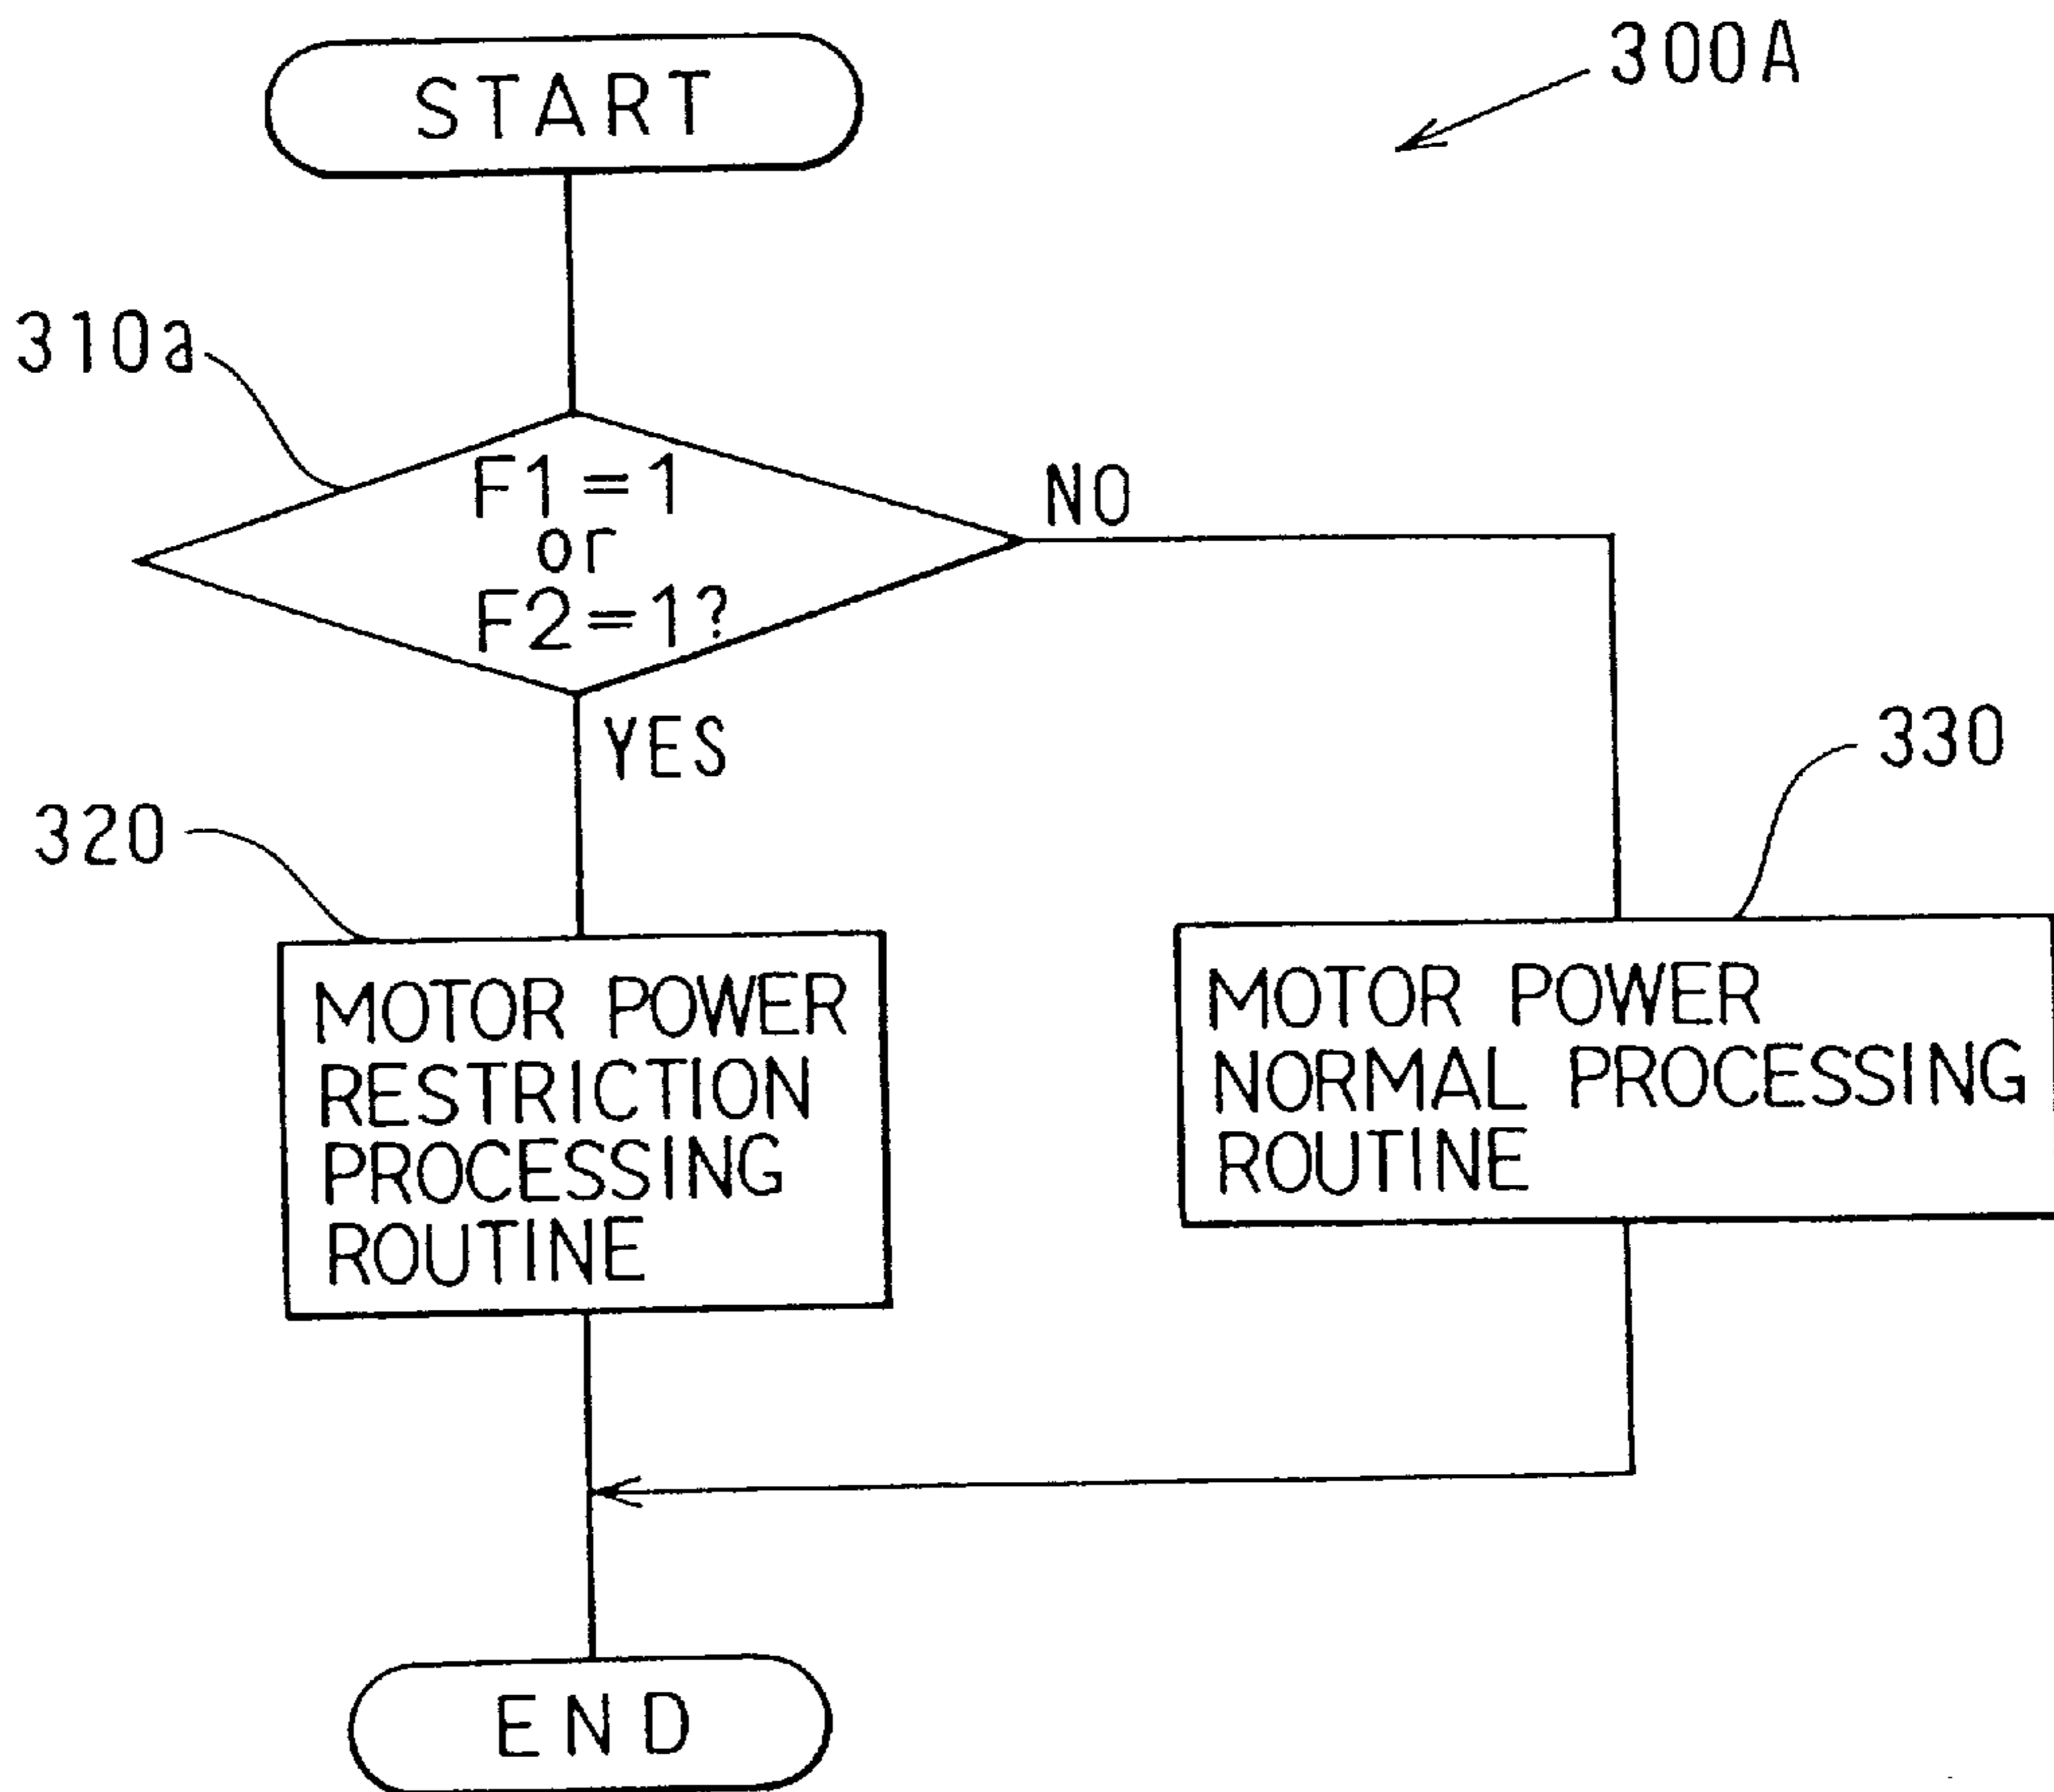 START
300A
310a
F1=1
or
F2=1?
NO
YES
330
320
MOTOR POWER
RESTRICTION
PROCESSING
ROUTINE
MOTOR POWER
NORMAL PROCESSING
ROUTINE
END